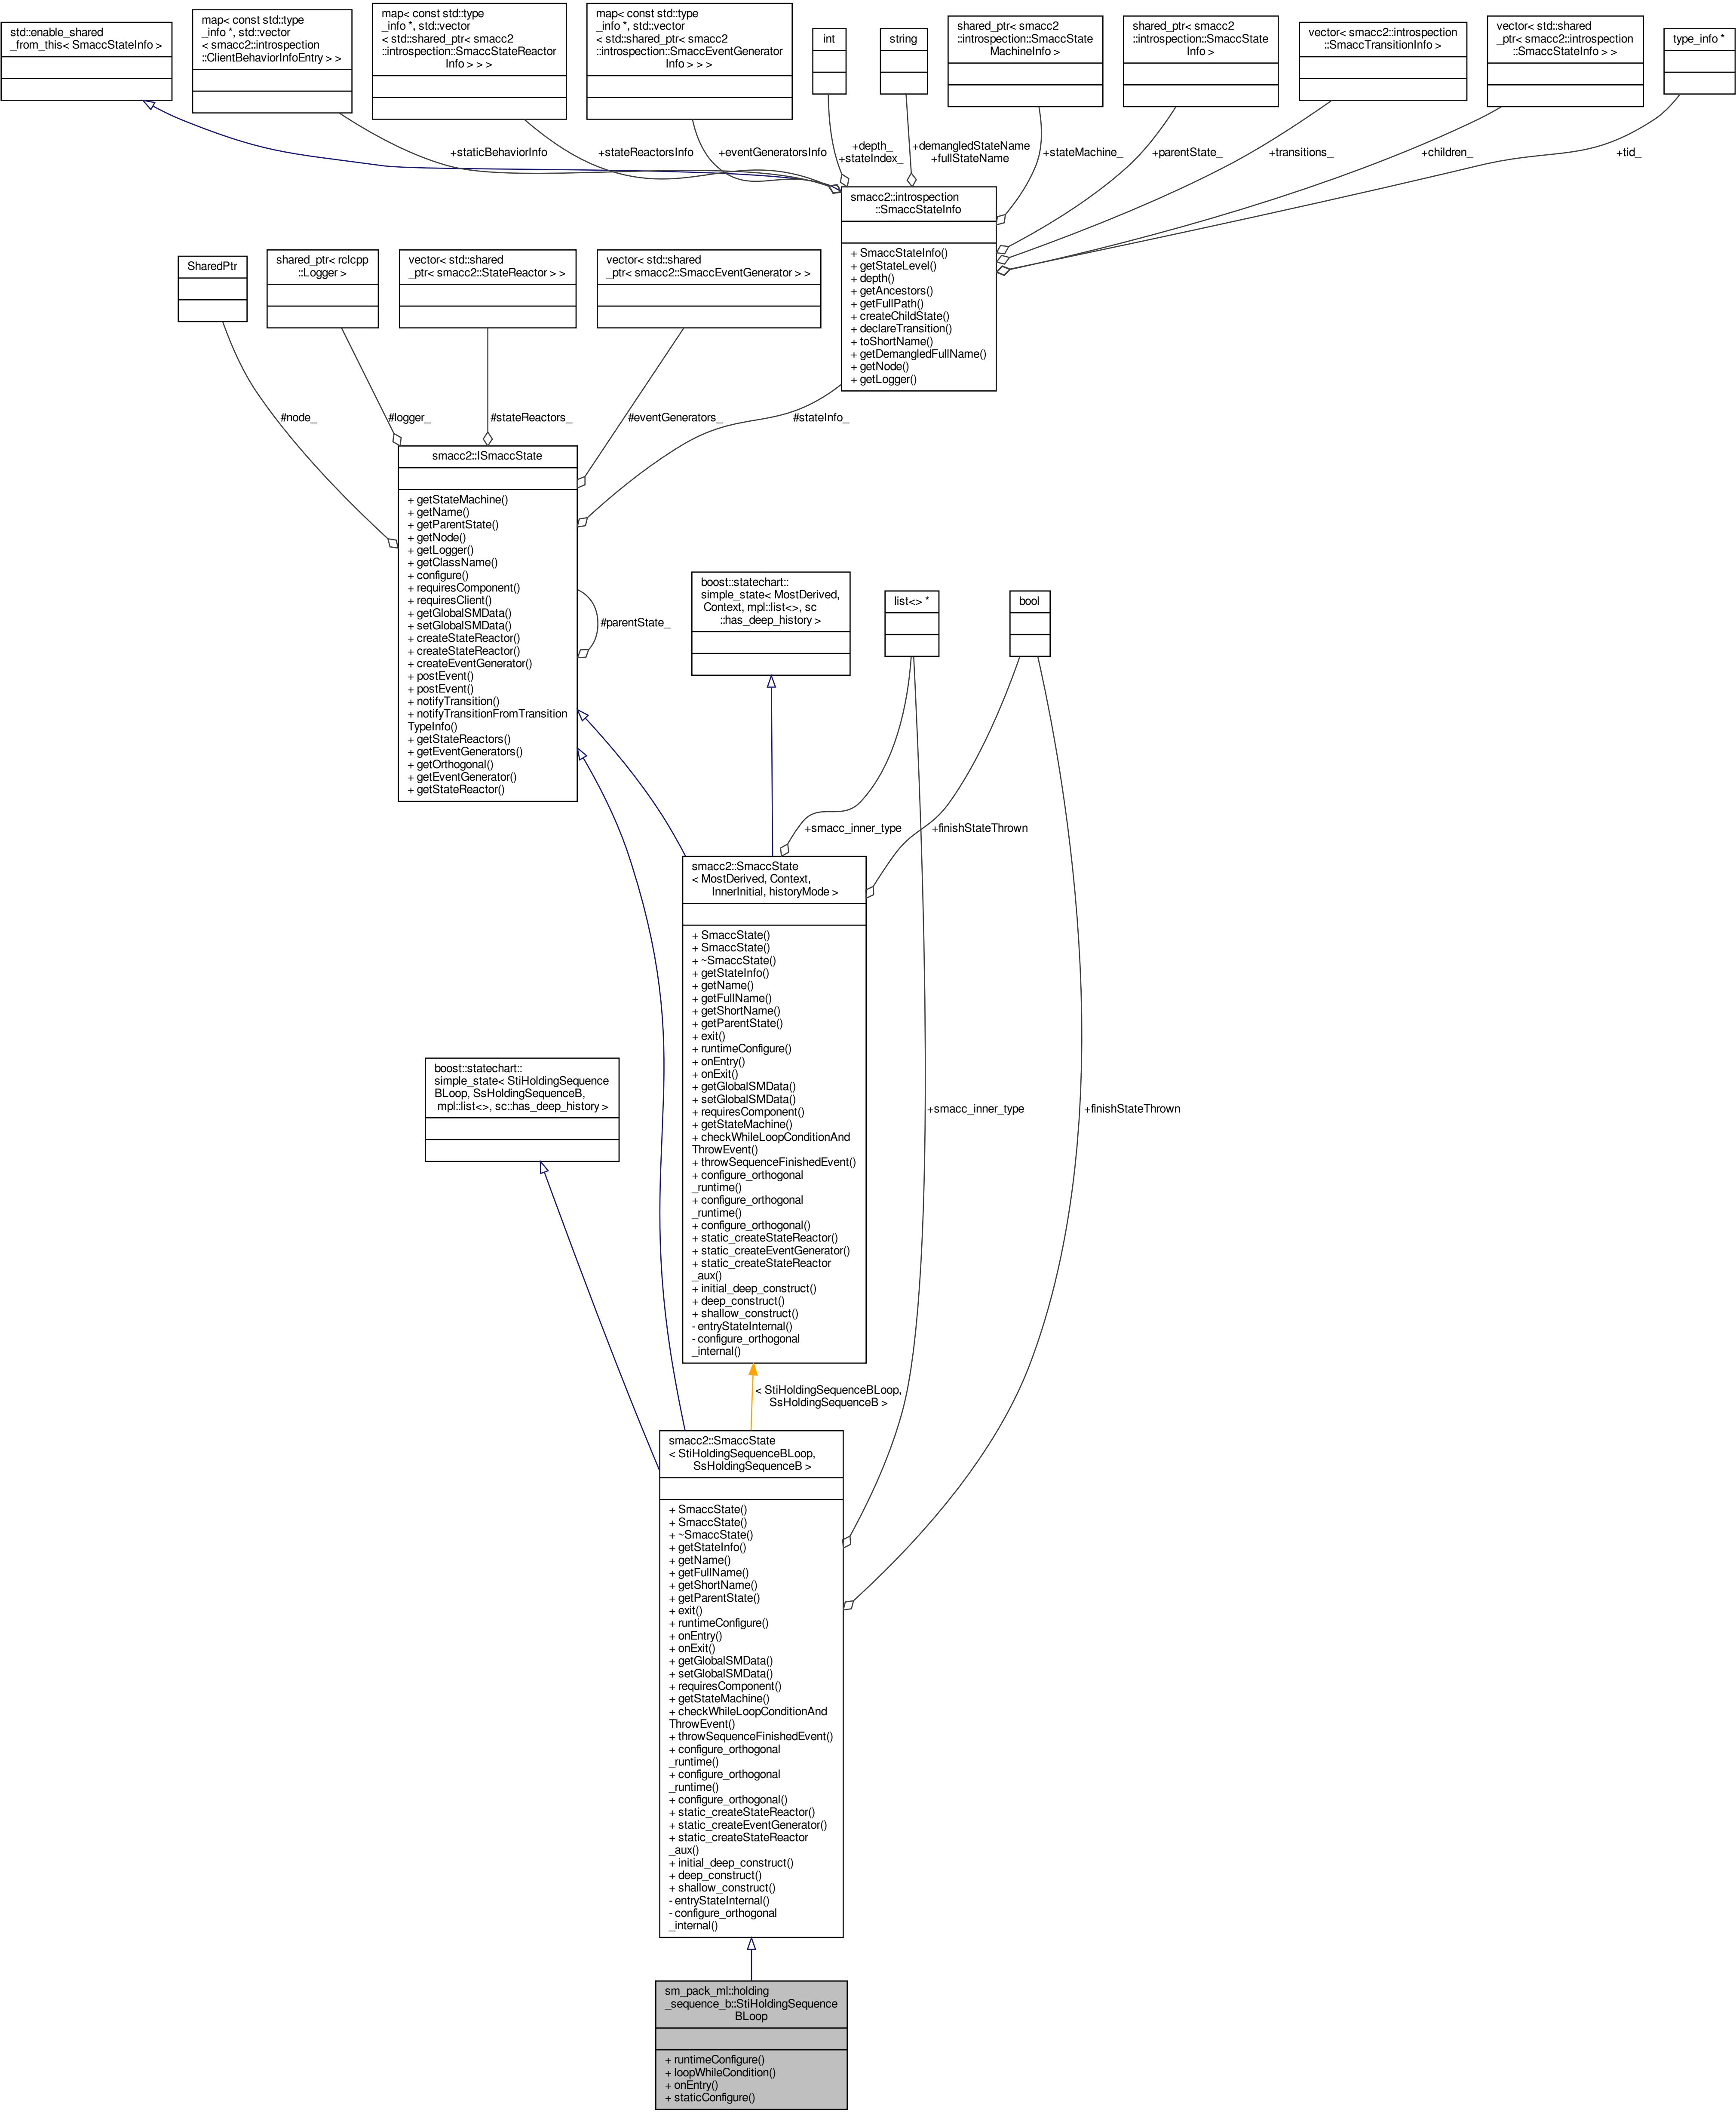 std::enable_shared
_from_this< SmaccStateInfo >
map< const std::type
_info *, std::vector
< smacc2::introspection
::ClientBehaviorInfoEntry > >
map< const std::type
_info *, std::vector
< std::shared_ptr< smacc2
::introspection::SmaccStateReactor
Info > > >
map< const std::type
_info *, std::vector
< std::shared_ptr< smacc2
::introspection::SmaccEventGenerator
Info > > >
int
string
shared_ptr< smacc2
::introspection::SmaccState
MachineInfo >
shared_ptr< smacc2
::introspection::SmaccState
Info >
vector< smacc2::introspection
::SmaccTransitionInfo >
vector< std::shared
_ptr< smacc2::introspection
::SmaccStateInfo > >
type_info *
+staticBehaviorInfo
+stateReactorsInfo
+eventGeneratorsInfo
+depth_
+stateIndex_
+demangledStateName
+fullStateName
+stateMachine_
+parentState_
+transitions_
+children_
+tid_
smacc2::introspection
::SmaccStateInfo
+ SmaccStateInfo()
+ getStateLevel()
+ depth()
+ getAncestors()
+ getFullPath()
+ createChildState()
+ declareTransition()
+ toShortName()
+ getDemangledFullName()
+ getNode()
+ getLogger()
SharedPtr
shared_ptr< rclcpp
::Logger >
vector< std::shared
_ptr< smacc2::StateReactor > >
vector< std::shared
_ptr< smacc2::SmaccEventGenerator > >
#node_
#logger_
#stateReactors_
#eventGenerators_
#stateInfo_
smacc2::ISmaccState
+ getStateMachine()
+ getName()
+ getParentState()
+ getNode()
+ getLogger()
+ getClassName()
+ configure()
+ requiresComponent()
+ requiresClient()
+ getGlobalSMData()
+ setGlobalSMData()
+ createStateReactor()
+ createStateReactor()
+ createEventGenerator()
+ postEvent()
+ postEvent()
+ notifyTransition()
+ notifyTransitionFromTransition
TypeInfo()
+ getStateReactors()
+ getEventGenerators()
+ getOrthogonal()
+ getEventGenerator()
+ getStateReactor()
#parentState_
boost::statechart::
simple_state< MostDerived,
Context, mpl::list<>, sc
::has_deep_history >
list<> *
bool
+smacc_inner_type
+finishStateThrown
smacc2::SmaccState
< MostDerived, Context,
InnerInitial, historyMode >
+ SmaccState()
+ SmaccState()
+ ~SmaccState()
+ getStateInfo()
+ getName()
+ getFullName()
+ getShortName()
+ getParentState()
+ exit()
+ runtimeConfigure()
+ onEntry()
+ onExit()
+ getGlobalSMData()
+ setGlobalSMData()
+ requiresComponent()
+ getStateMachine()
+ checkWhileLoopConditionAnd
ThrowEvent()
+ throwSequenceFinishedEvent()
+ configure_orthogonal
_runtime()
+ configure_orthogonal
_runtime()
+ configure_orthogonal()
+ static_createStateReactor()
+ static_createEventGenerator()
+ static_createStateReactor
_aux()
+ initial_deep_construct()
+ deep_construct()
+ shallow_construct()
- entryStateInternal()
- configure_orthogonal
_internal()
boost::statechart::
simple_state< StiHoldingSequence
BLoop, SsHoldingSequenceB,
mpl::list<>, sc::has_deep_history >
+smacc_inner_type
+finishStateThrown
< StiHoldingSequenceBLoop,
SsHoldingSequenceB >
smacc2::SmaccState
< StiHoldingSequenceBLoop,
SsHoldingSequenceB >
+ SmaccState()
+ SmaccState()
+ ~SmaccState()
+ getStateInfo()
+ getName()
+ getFullName()
+ getShortName()
+ getParentState()
+ exit()
+ runtimeConfigure()
+ onEntry()
+ onExit()
+ getGlobalSMData()
+ setGlobalSMData()
+ requiresComponent()
+ getStateMachine()
+ checkWhileLoopConditionAnd
ThrowEvent()
+ throwSequenceFinishedEvent()
+ configure_orthogonal
_runtime()
+ configure_orthogonal
_runtime()
+ configure_orthogonal()
+ static_createStateReactor()
+ static_createEventGenerator()
+ static_createStateReactor
_aux()
+ initial_deep_construct()
+ deep_construct()
+ shallow_construct()
- entryStateInternal()
- configure_orthogonal
_internal()
sm_pack_ml::holding
_sequence_b::StiHoldingSequence
BLoop
+ runtimeConfigure()
+ loopWhileCondition()
+ onEntry()
+ staticConfigure()